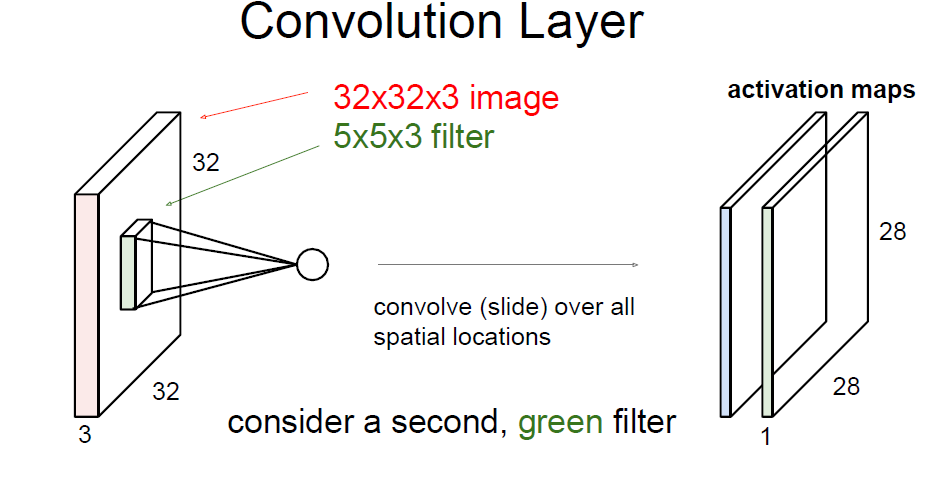 Convolution Layer
32x32x3 image
5x5x3 filter
activation maps
32
28
convolve (slide) over all
spatial locations
32
28
3
consider a second, green filter
1